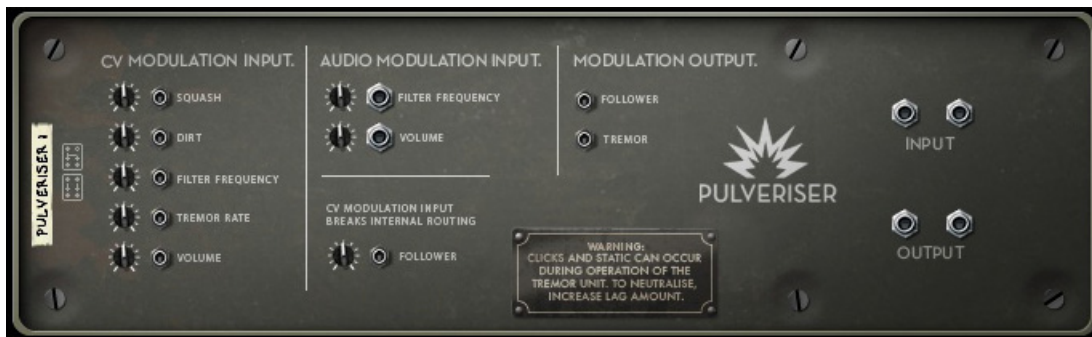 PULVERISER 1
CV MODULATION INPUT.
SQUASH
DIRT
FILTER FREQUENCY
TREMOR RATE
VOLUME
AUDIO MODULATION INPUT.
FILTER FREQUENCY
VOLUME
CV MODULATION INPUT
BREAKS INTERNAL ROUTING
FOLLOWER
MODULATION OUTPUT.
FOLLOWER
TREMOR
PULVERISER
WARNING:
CLICKS AND STATIC CAN OCCUR
DURING OPERATION OF THE
TREMOR UNIT. TO NEUTRALISE,
INCREASE LAG AMOUNT.
INPUT
OUTPUT